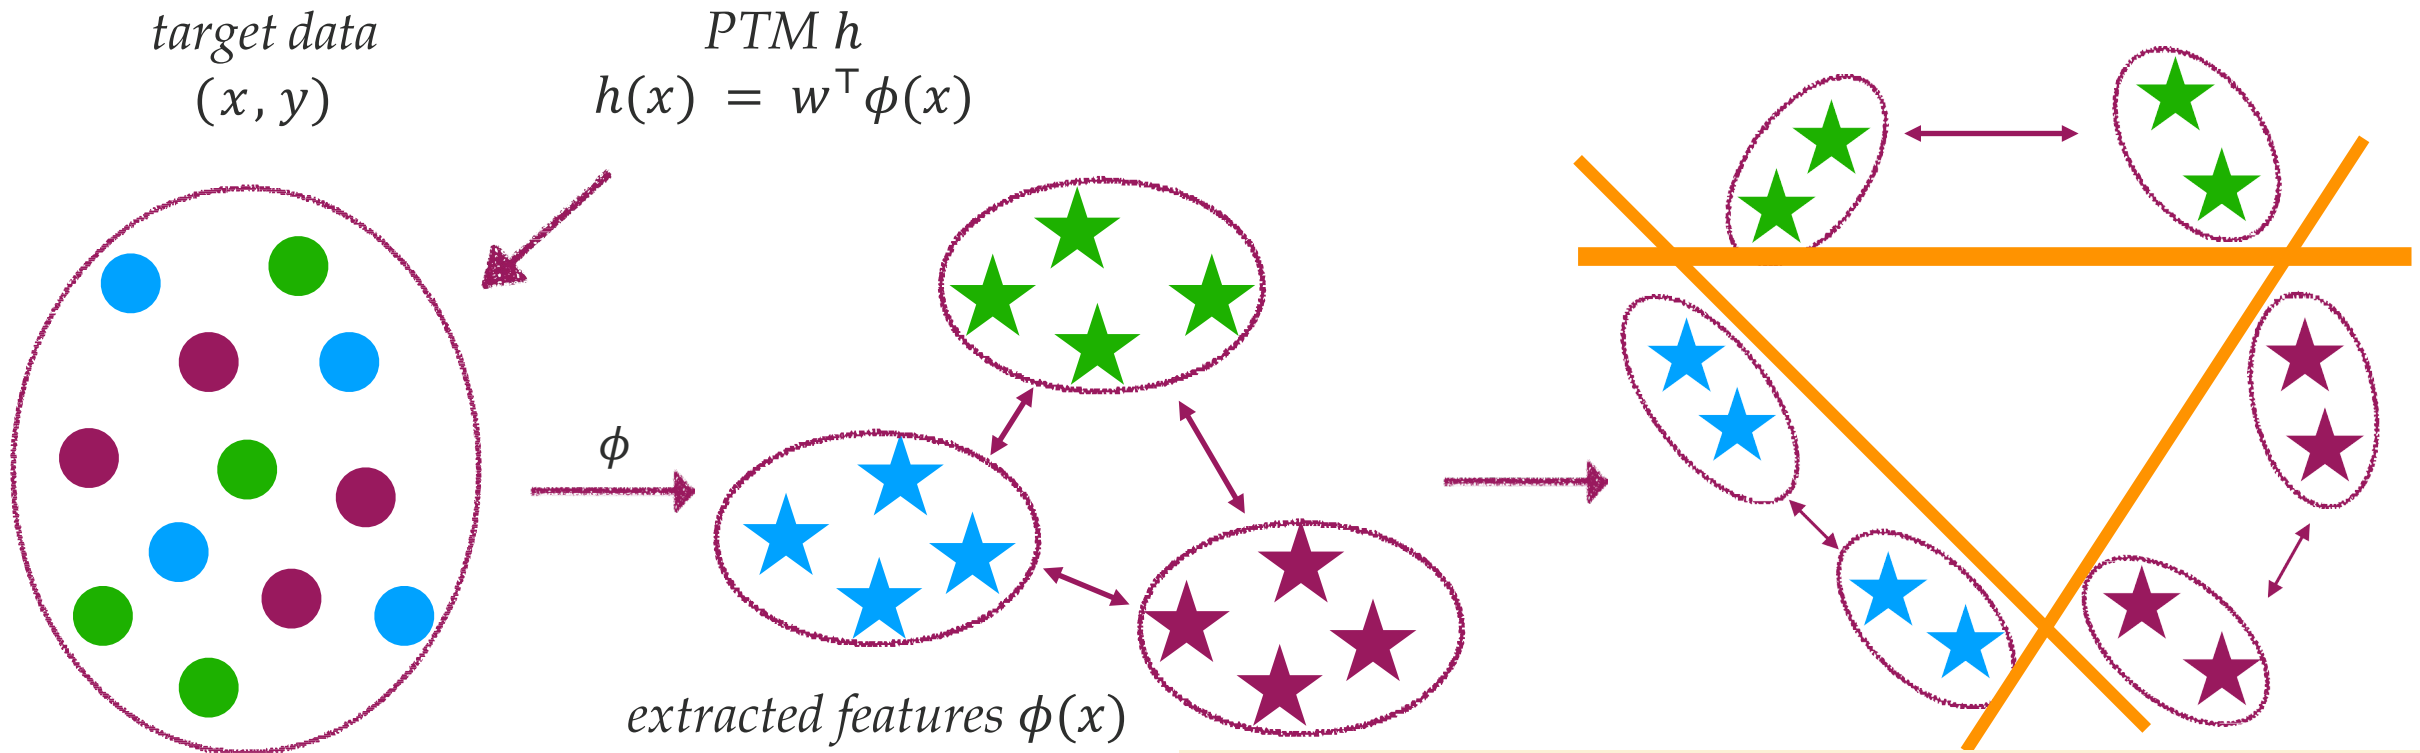 target data
(x, y)
PTM h
h(x) = w⊤ϕ(x)
ϕ
extracted features ϕ(x)